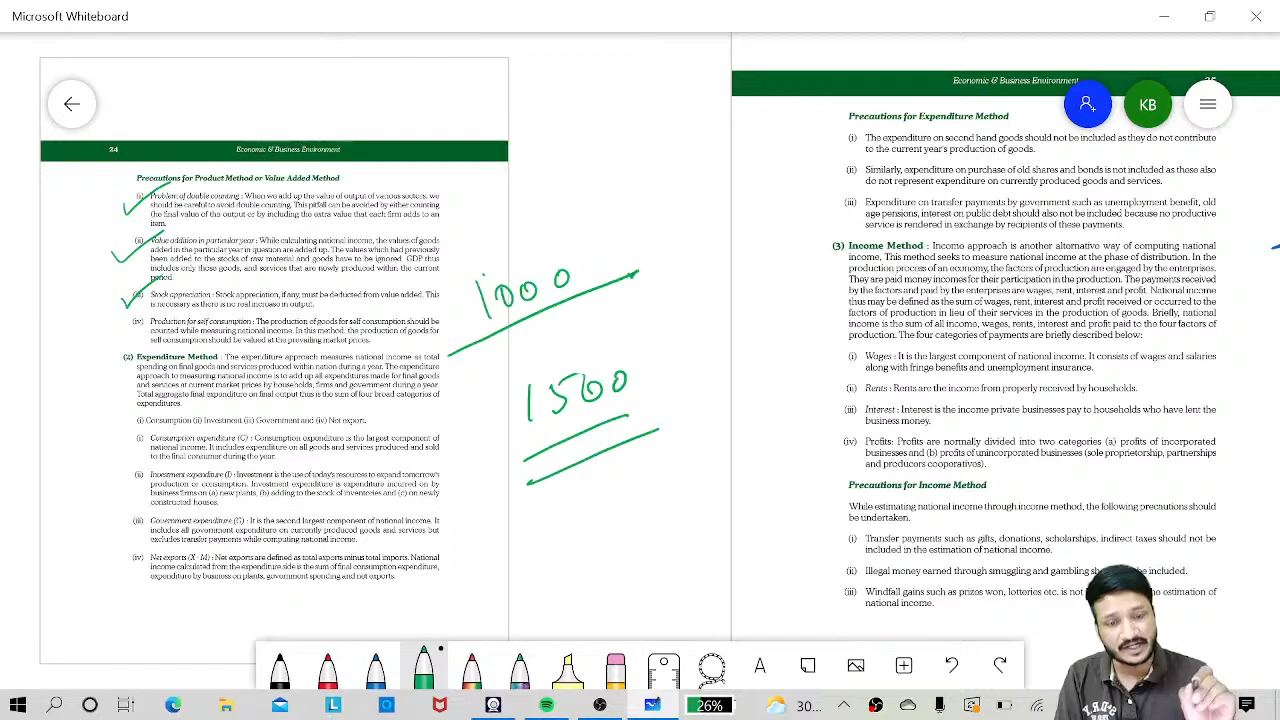 Microsoft Whiteboard
24 Economic & Business Environment
Precautions for Product Method or Value Added Method
(i) Problem of double counting : When we add up the value of output of various sectors, we
should be careful to avoid double counting. This pitfall can be avoided by either counting
(the final value of the output or by including the extra value that each firm adds to an
item.
(ii) Value addition in particular year : While calculating national income, the values of goods
added in the particular year in question are added up. The values which had previously
been added to the stocks of raw material and goods have to be ignored. GDP thus
includes only those goods, and services that are newly produced within the current
period.
Stock appreciation : Stock appreciation, if any, must be deducted from value added. This
is necessary as there is no real increase in output.
(iv) Production for self consumption : The production of goods for self consumption should be
counted while measuring national income. In this method, the production of goods for
self consumption should be valued at the prevailing market prices.
(2) Expenditure Method : The expenditure approach measures national income as total
spending on final goods and services produced within nation during a year. The expenditure
approach to measuring national income is to add up all expenditures made for final goods
and services at current market prices by households, firms and government during a year.
Total aggregate final expenditure on final output thus is the sum of four broad categories of
expenditures.
(i) Consumption (ii) Investment (iii) Government and (iv) Net export.
(i) Consumption expenditure (C) : Consumption expenditure is the largest component of
national income. It includes expenditure on all goods and services produced and sold
to the final consumer during the year.
(ii) Investment expenditure (I) : Investment is the use of today's resources to expand tomorrow's
production or consumption. Investment expenditure is expenditure incurred on by
business firms on (a) new plants, (b) adding to the stock of inventories and (c) on newly
constructed houses.
(iii) Government expenditure (G) : It is the second largest component of national income. It
includes all government expenditure on currently produced goods and services but
excludes transfer payments while computing national income.
(iv) Net exports (X - M) : Net exports are defined as total exports minus total imports. National
income calculated from the expenditure side is the sum of final consumption expenditure,
expenditure by business on plants, government spending and net exports.
1000
1500
Economic & Business Environment
KB
Precautions for Expenditure Method
(i) The expenditure on second hand goods should not be included as they do not contribute
to the current year's production of goods.
(ii) Similarly, expenditure on purchase of old shares and bonds is not included as these also
do not represent expenditure on currently produced goods and services.
(iii) Expenditure on transfer payments by government such as unemployment benefit, old
age pensions, interest on public debt should also not be included because no productive
service is rendered in exchange by recipients of these payments.
(3) Income Method : Income approach is another alternative way of computing national
income, This method seeks to measure national income at the phase of distribution. In the
production process of an economy, the factors of production are engaged by the enterprises.
They are paid money incomes for their participation in the production. The payments received
by the factors and paid by the enterprises are wages, rent, interest and profit. National income
thus may be defined as the sum of wages, rent, interest and profit received or occurred to the
factors of production in lieu of their services in the production of goods. Briefly, national
income is the sum of all income, wages, rents, interest and profit paid to the four factors of
production. The four categories of payments are briefly described below:
(i) Wages : It is the largest component of national income. It consists of wages and salaries
along with fringe benefits and unemployment insurance.
(ii) Rents : Rents are the income from properly received by households.
(iii) Interest : Interest is the income private businesses pay to households who have lent the
business money.
(iv) Profits: Profits are normally divided into two categories (a) profits of incorporated
businesses and (b) profits of unincorporated businesses (sole proprietorship, partnerships
and producers cooperatives).
Precautions for Income Method
While estimating national income through income method, the following precautions should
be undertaken.
(i) Transfer payments such as gifts, donations, scholarships, indirect taxes should not be
included in the estimation of national income.
(ii) Illegal money earned through smuggling and gambling included.
(iii) Windfall gains such as prizes won, lotteries etc. is not estimation of
national income.
26%
30...